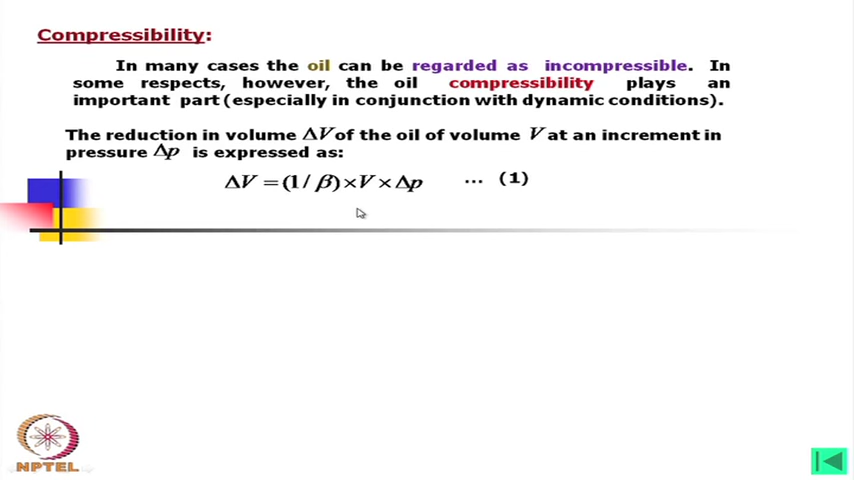 Compressibility:
In many cases the oil can be regarded as incompressible. In
some respects, however, the oil compressibility plays an
important part (especially in conjunction with dynamic conditions).
The reduction in volume ΔV of the oil of volume V at an increment in
pressure Δp is expressed as:
ΔV = (1/β)×V×Δp ... (1)
NPTEL